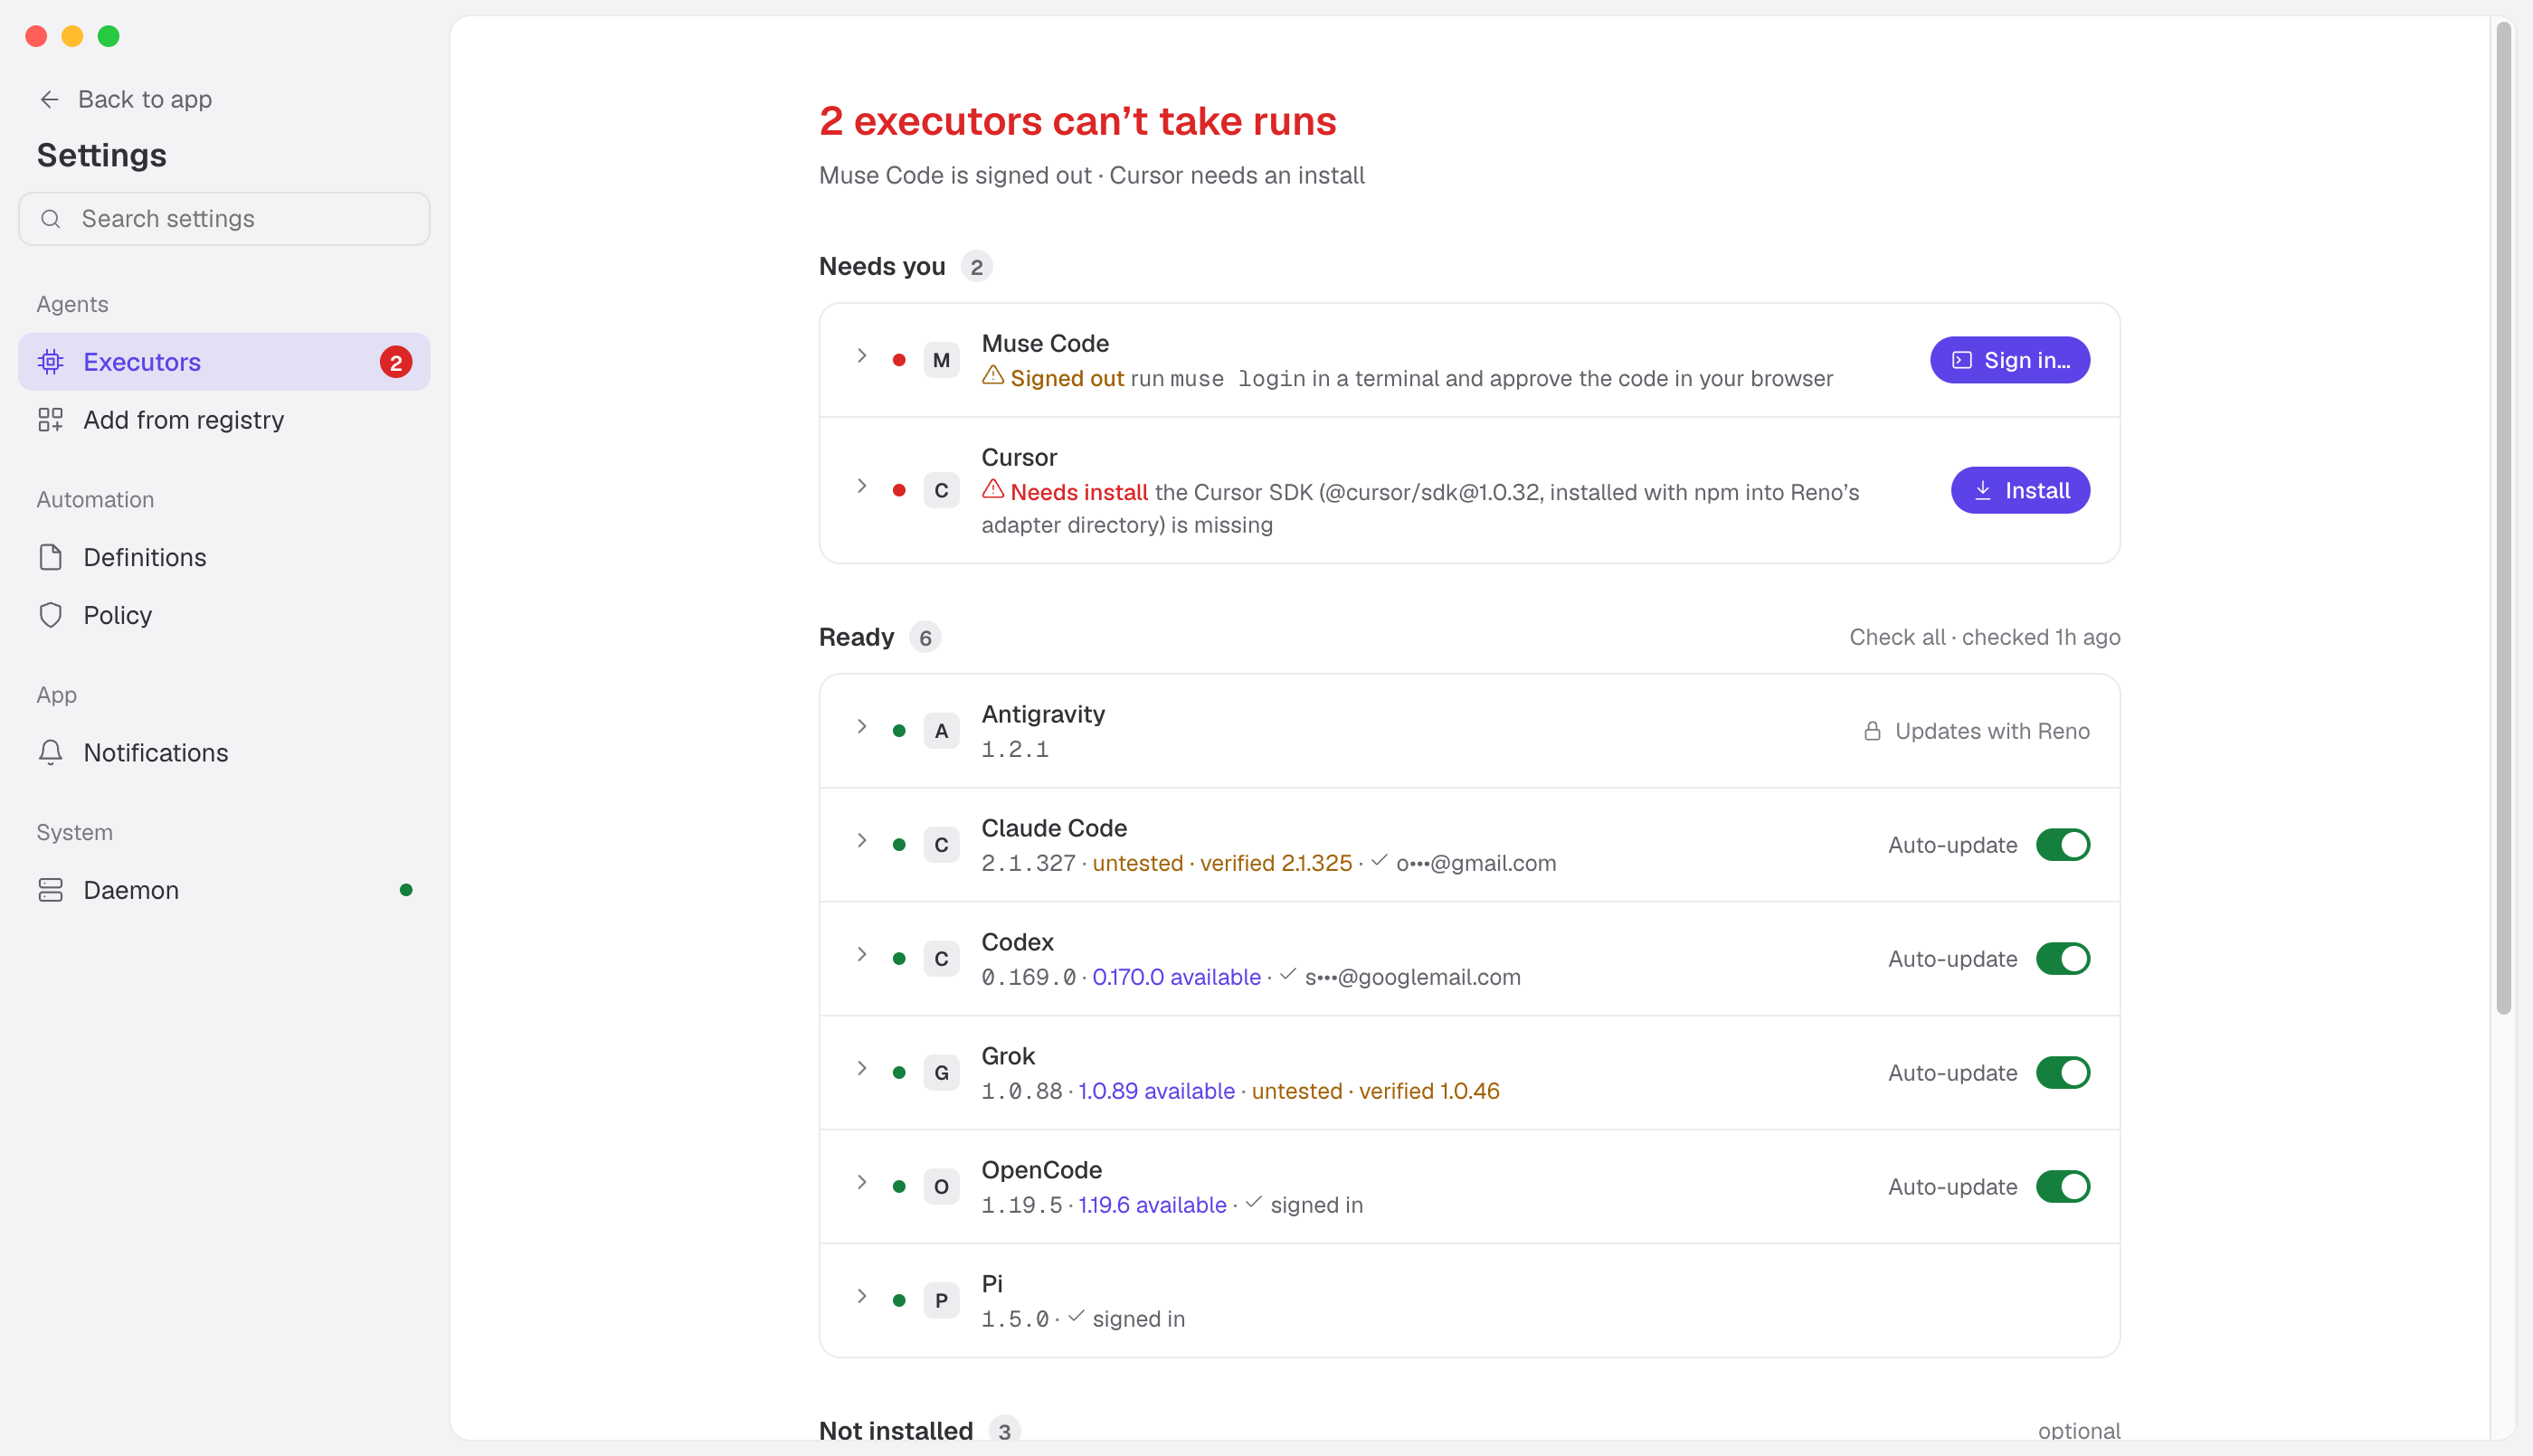 Back to app
Settings
Search settings
Agents
Executors 2
Add from registry
Automation
Definitions
Policy
App
Notifications
System
Daemon
2 executors can’t take runs
Muse Code is signed out · Cursor needs an install
Needs you 2
M
Muse Code
Signed out run muse login in a terminal and approve the code in your browser
Sign in…
C
Cursor
Needs install the Cursor SDK (@cursor/sdk@1.0.32, installed with npm into Reno’s
adapter directory) is missing
Install
Ready 6
Check all · checked 1h ago
A
Antigravity
1.2.1
Updates with Reno
C
Claude Code
2.1.327 · untested · verified 2.1.325 · ✓ o•••@gmail.com
Auto-update
C
Codex
0.169.0 · 0.170.0 available · ✓ s•••@googlemail.com
Auto-update
G
Grok
1.0.88 · 1.0.89 available · untested · verified 1.0.46
Auto-update
O
OpenCode
1.19.5 · 1.19.6 available · ✓ signed in
Auto-update
P
Pi
1.5.0 · ✓ signed in
Not installed 3
optional